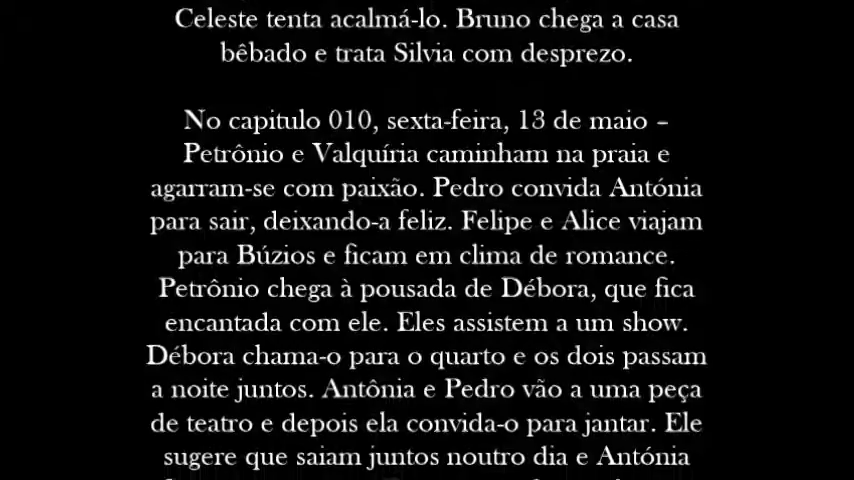 Celeste tenta acalmá-lo. Bruno chega a casa
bêbado e trata Silvia com desprezo.
No capitulo 010, sexta-feira, 13 de maio –
Petrônio e Valquíria caminham na praia e
agarram-se com paixão. Pedro convida Antónia
para sair, deixando-a feliz. Felipe e Alice viajam
para Búzios e ficam em clima de romance.
Petrônio chega à pousada de Débora, que fica
encantada com ele. Eles assistem a um show.
Débora chama-o para o quarto e os dois passam
a noite juntos. Antônia e Pedro vão a uma peça
de teatro e depois ela convida-o para jantar. Ele
sugere que saiam juntos noutro dia e Antónia